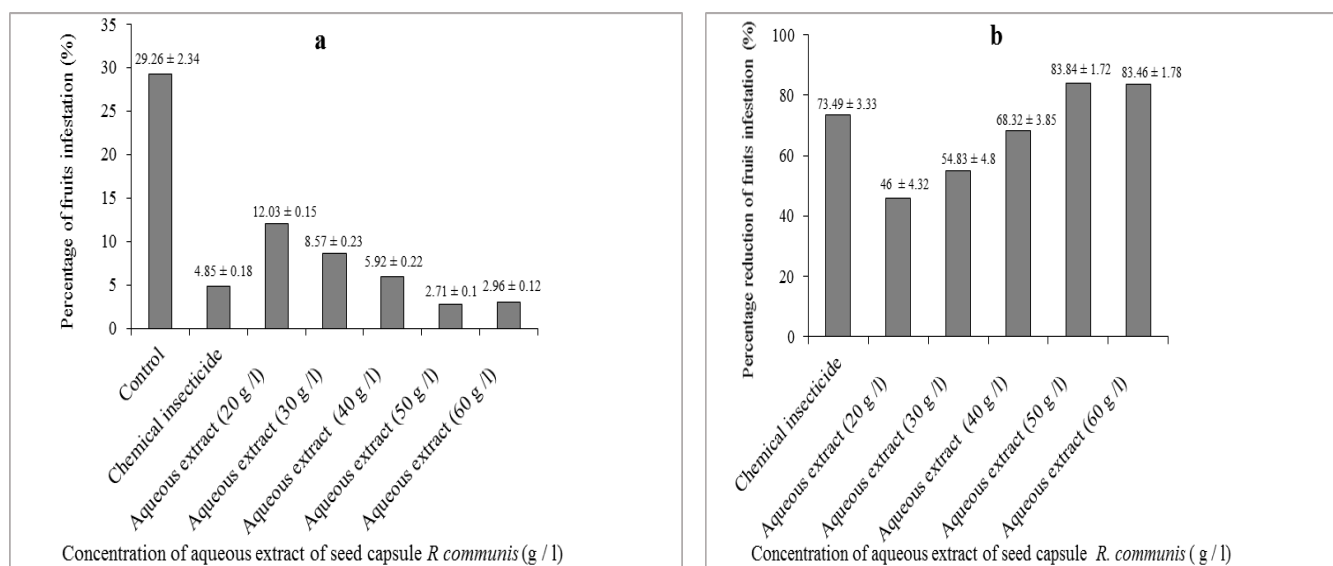 a
Percentage of fruits infestation (%)
35
30
25
20
15
10
5
0
29.26 ± 2.34
4.85 ± 0.18
12.03 ± 0.15
8.57 ± 0.23
5.92 ± 0.22
2.71 ± 0.1
2.96 ± 0.12
Control
Chemical insecticide
Aqueous extract (20 g /l)
Aqueous extract (30 g /l)
Aqueous extract (40 g /l)
Aqueous extract (50 g /l)
Aqueous extract (60 g /l)
Concentration of aqueous extract of seed capsule R communis (g / l)
b
Percentage reduction of fruits infestation (%)
100
80
60
40
20
0
73.49 ± 3.33
46 ± 4.32
54.83 ± 4.8
68.32 ± 3.85
83.84 ± 1.72
83.46 ± 1.78
Chemical insecticide
Aqueous extract (20 g /l)
Aqueous extract (30 g /l)
Aqueous extract (40 g /l)
Aqueous extract (50 g /l)
Aqueous extract (60 g /l)
Concentration of aqueous extract of seed capsule R. communis ( g / l)